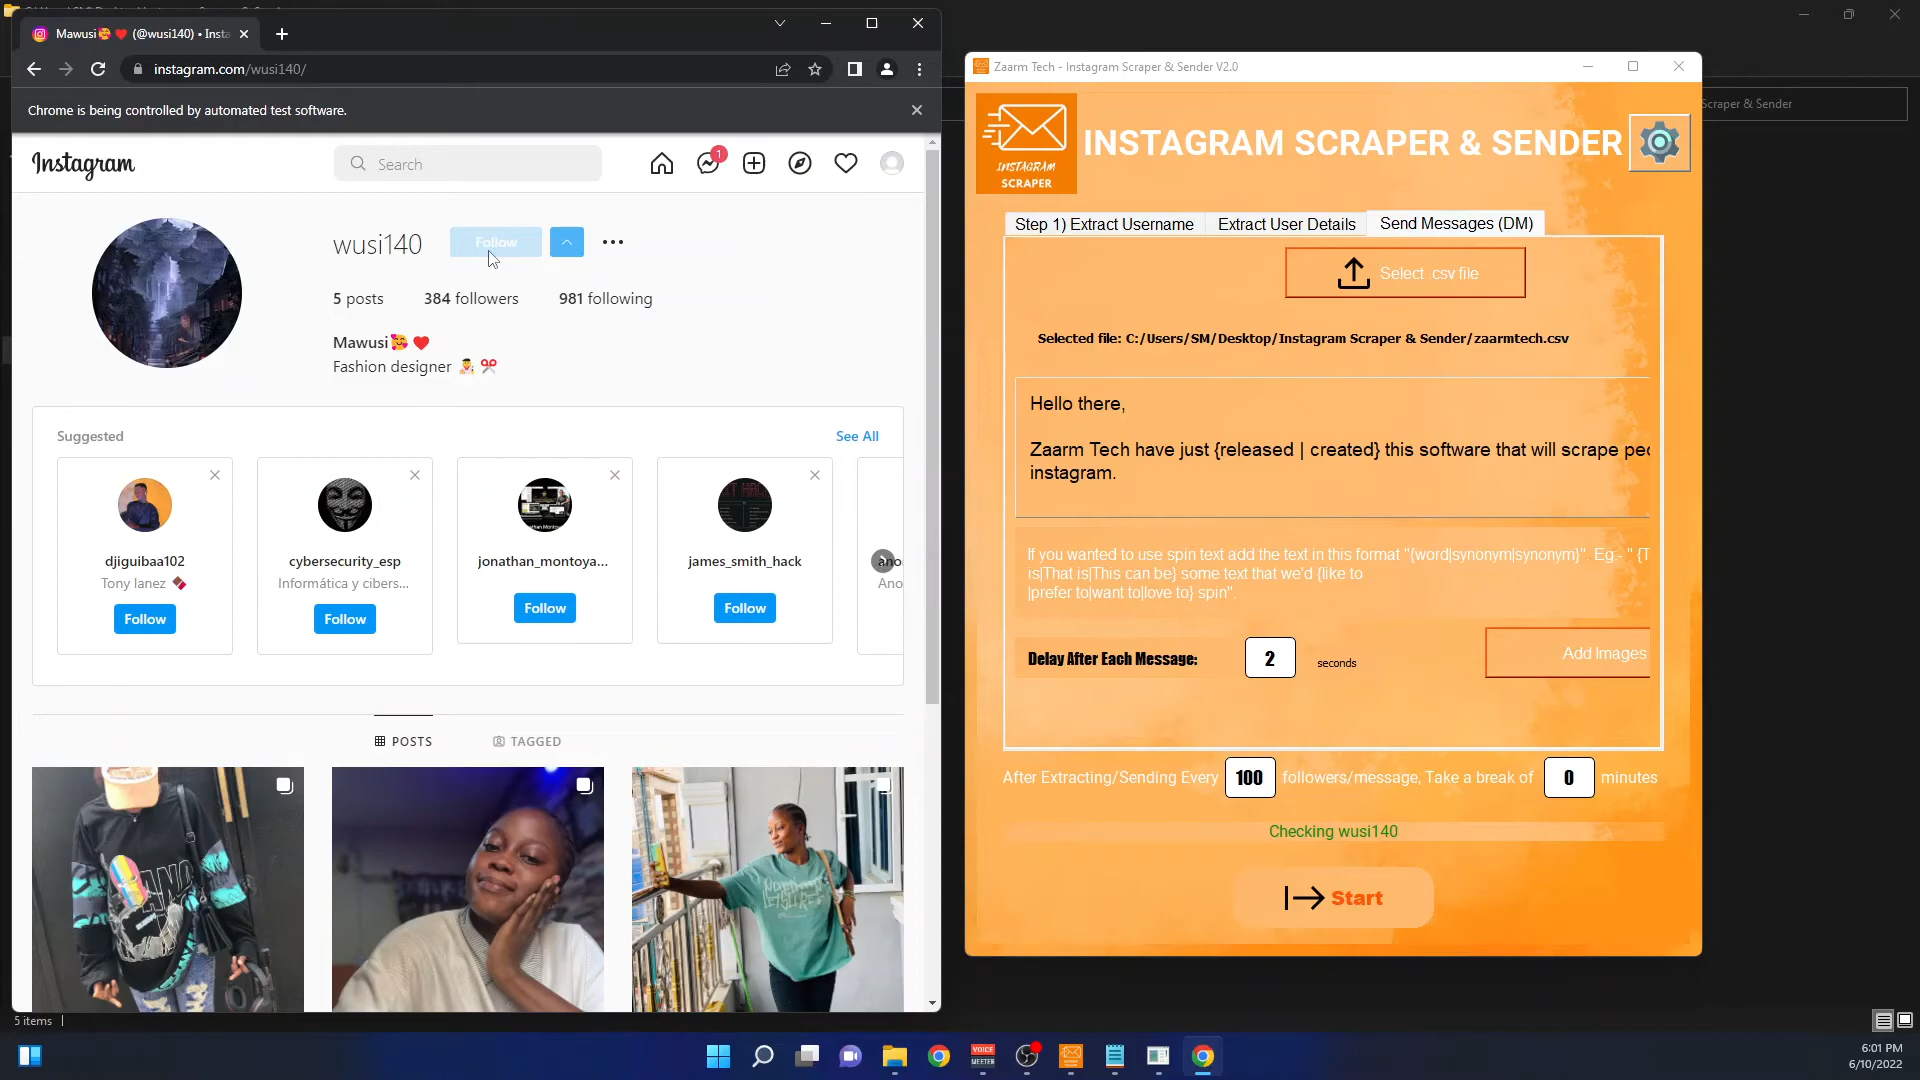 Mawusi🥰 ♥ (@wusi140) • Insta
instagram.com/wusi140/
Chrome is being controlled by automated test software.
Instagram
Search
1
wusi140
Follow
5 posts
384 followers
981 following
Mawusi🥰 ♥
Fashion designer
Suggested
See All
djiguibaa102
Tony lanez 🍫
Follow
cybersecurity_esp
Informática y cibers...
Follow
jonathan_montoya...
Follow
james_smith_hack
Follow
ano
Ano
POSTS
TAGGED
5 items
Zaarm Tech - Instagram Scraper & Sender V2.0
Scraper & Sender
INSTAGRAM
SCRAPER
INSTAGRAM SCRAPER & SENDER
Step 1) Extract Username
Extract User Details
Send Messages (DM)
Select .csv file
Selected file: C:/Users/SM/Desktop/Instagram Scraper & Sender/zaarmtech.csv
Hello there,
Zaarm Tech have just {released | created} this software that will scrape peo
instagram.
If you wanted to use spin text add the text in this format "{word|synonym|synonym}". Eg - " {T
is|That is|This can be} some text that we'd {like to
|prefer to|want to|love to} spin".
Delay After Each Message:
2
seconds
Add Images
After Extracting/Sending Every
100
followers/message, Take a break of
0
minutes
Checking wusi140
Start
VOICE
MEETER
6:01 PM
6/10/2022